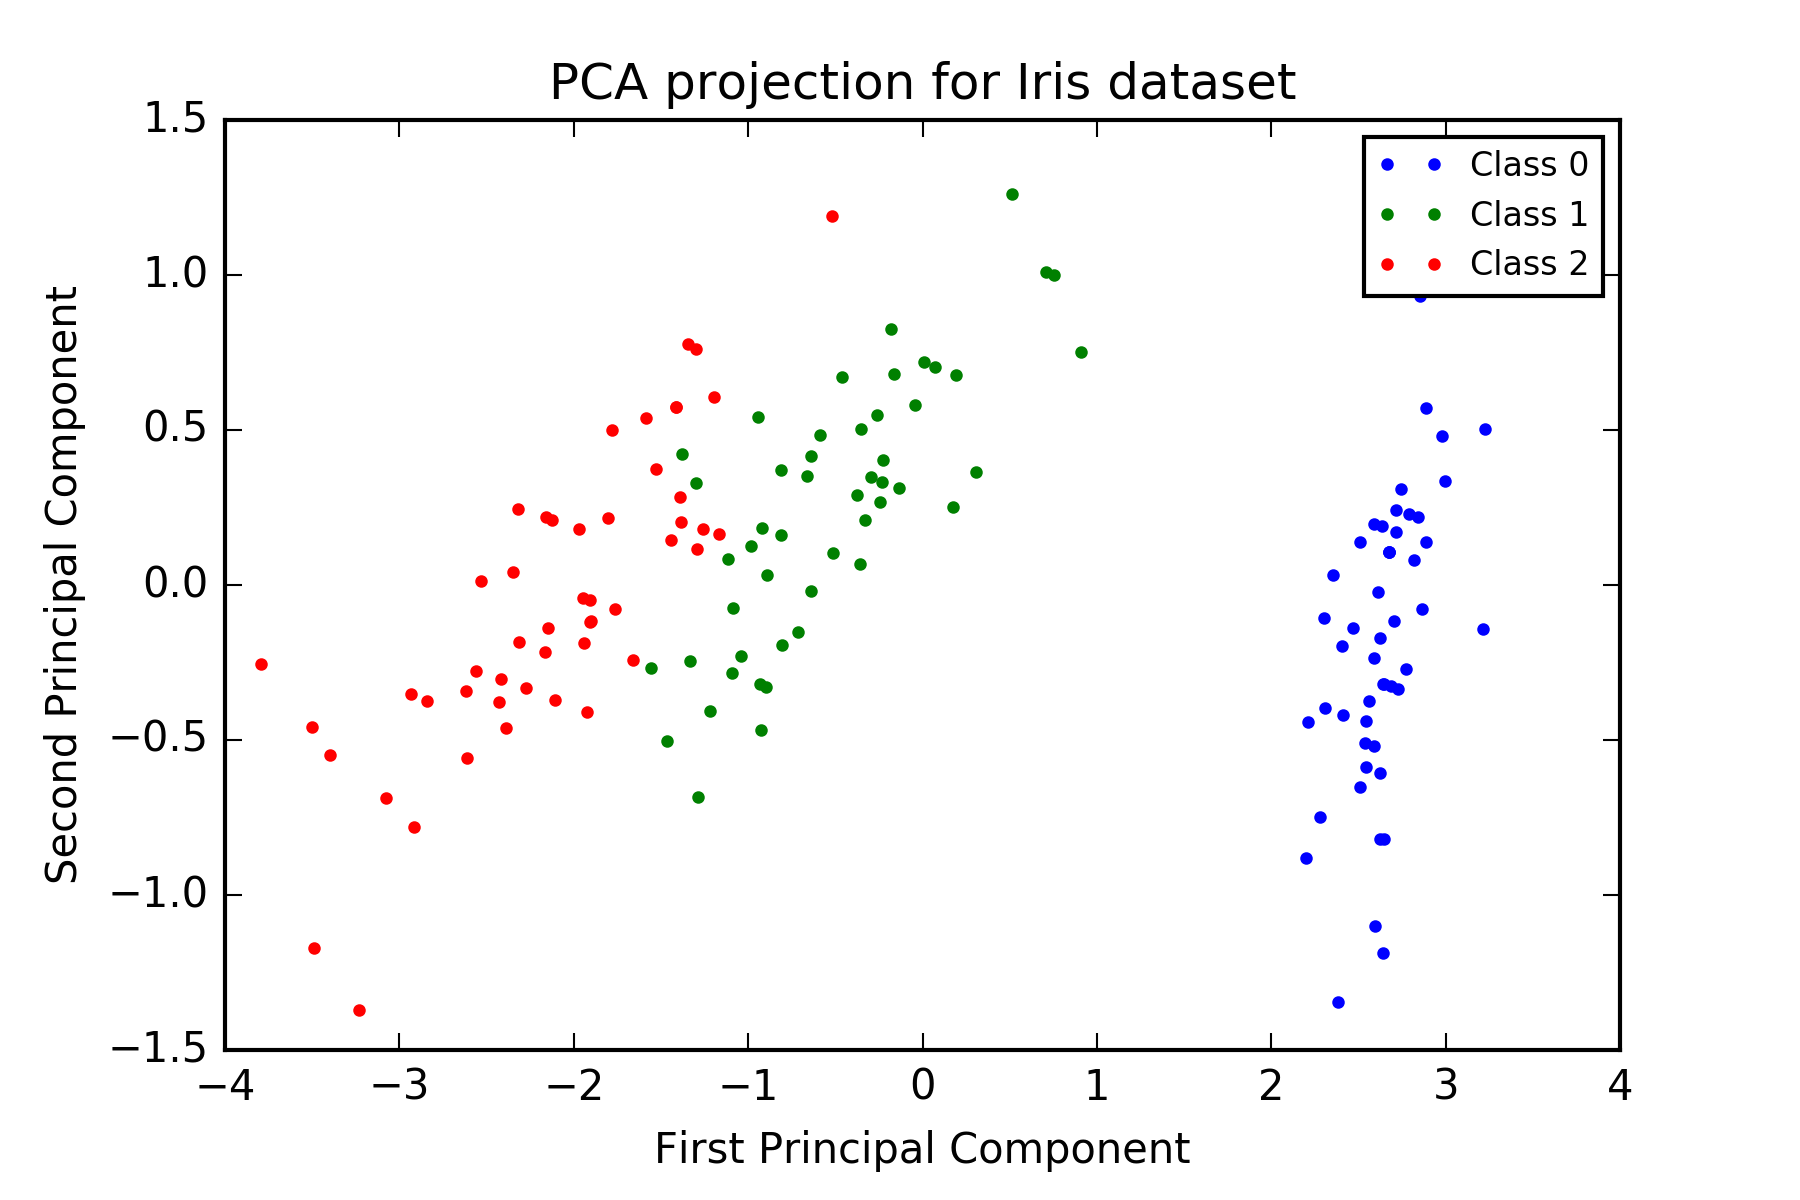 PCA projection for Iris dataset
1.5
1.0
0.5
0.0
−0.5
−1.0
−1.5
Second Principal Component
Class 0
Class 1
Class 2
−4 −3 −2 −1 0 1 2 3 4
First Principal Component